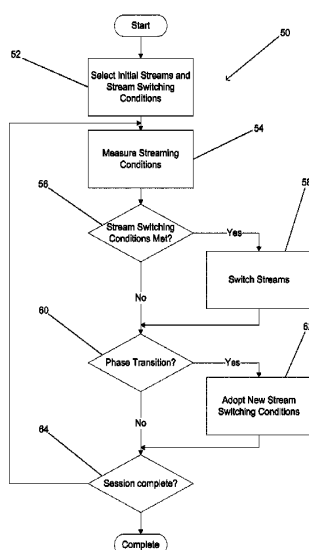 Start
50
52
Select Initial Streams and
Stream Switching
Conditions
54
Measure Streaming
Conditions
56
Stream Switching
Conditions Met?
Yes
58
Switch Streams
No
60
Phase Transition?
Yes
Adopt New Stream
Switching Conditions
No
64
Session complete?
Complete